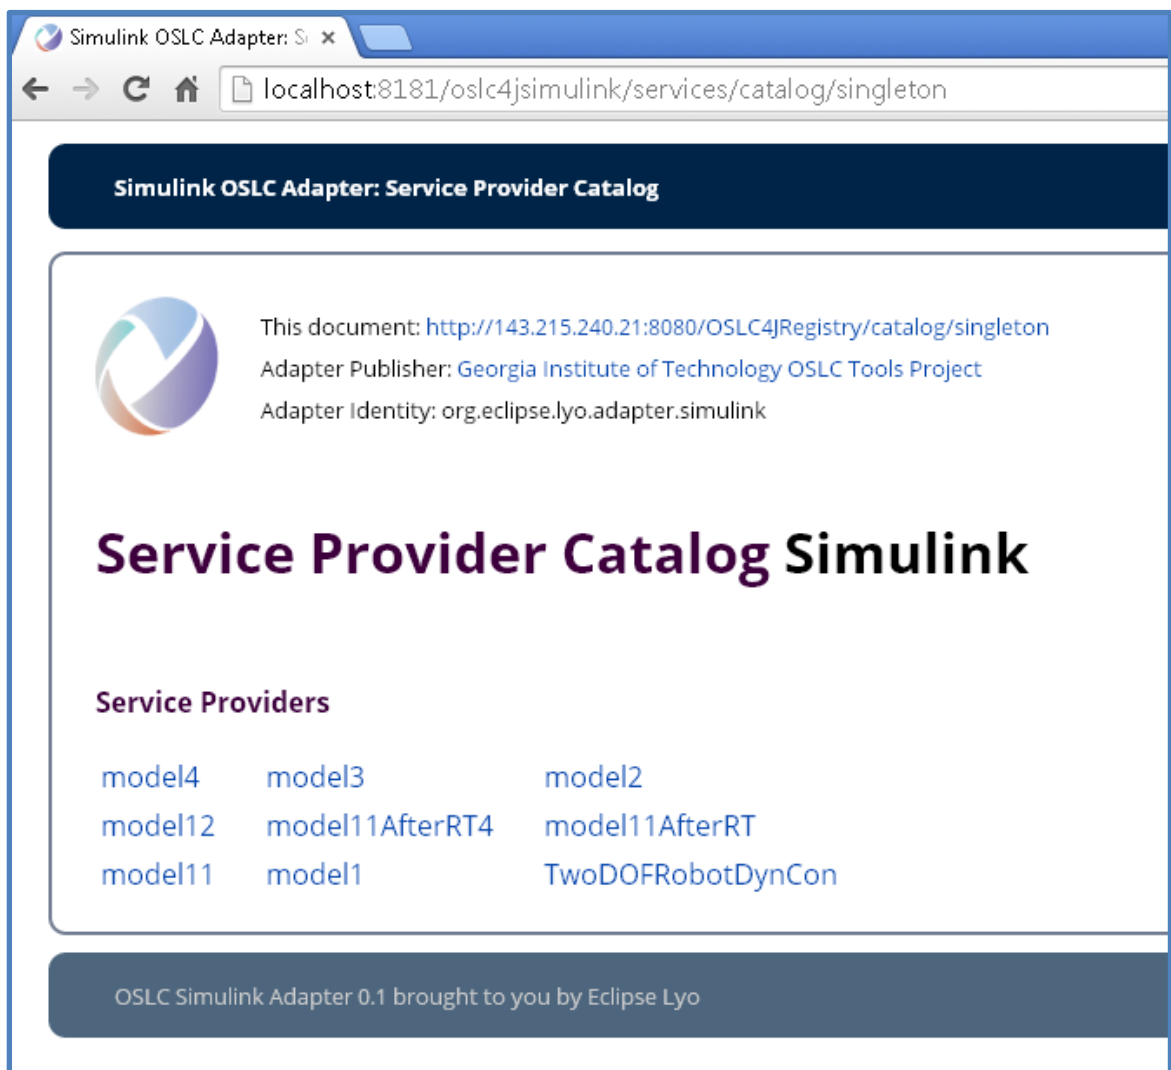 Simulink OSLC Adapter: S
localhost:8181/oslc4jsimulink/services/catalog/singleton
Simulink OSLC Adapter: Service Provider Catalog
This document: http://143.215.240.21:8080/OSLC4JRegistry/catalog/singleton
Adapter Publisher: Georgia Institute of Technology OSLC Tools Project
Adapter Identity: org.eclipse.lyo.adapter.simulink
Service Provider Catalog Simulink
Service Providers
model4 model3 model2
model12 model11AfterRT4 model11AfterRT
model11 model1 TwoDOFRobotDynCon
OSLC Simulink Adapter 0.1 brought to you by Eclipse Lyo